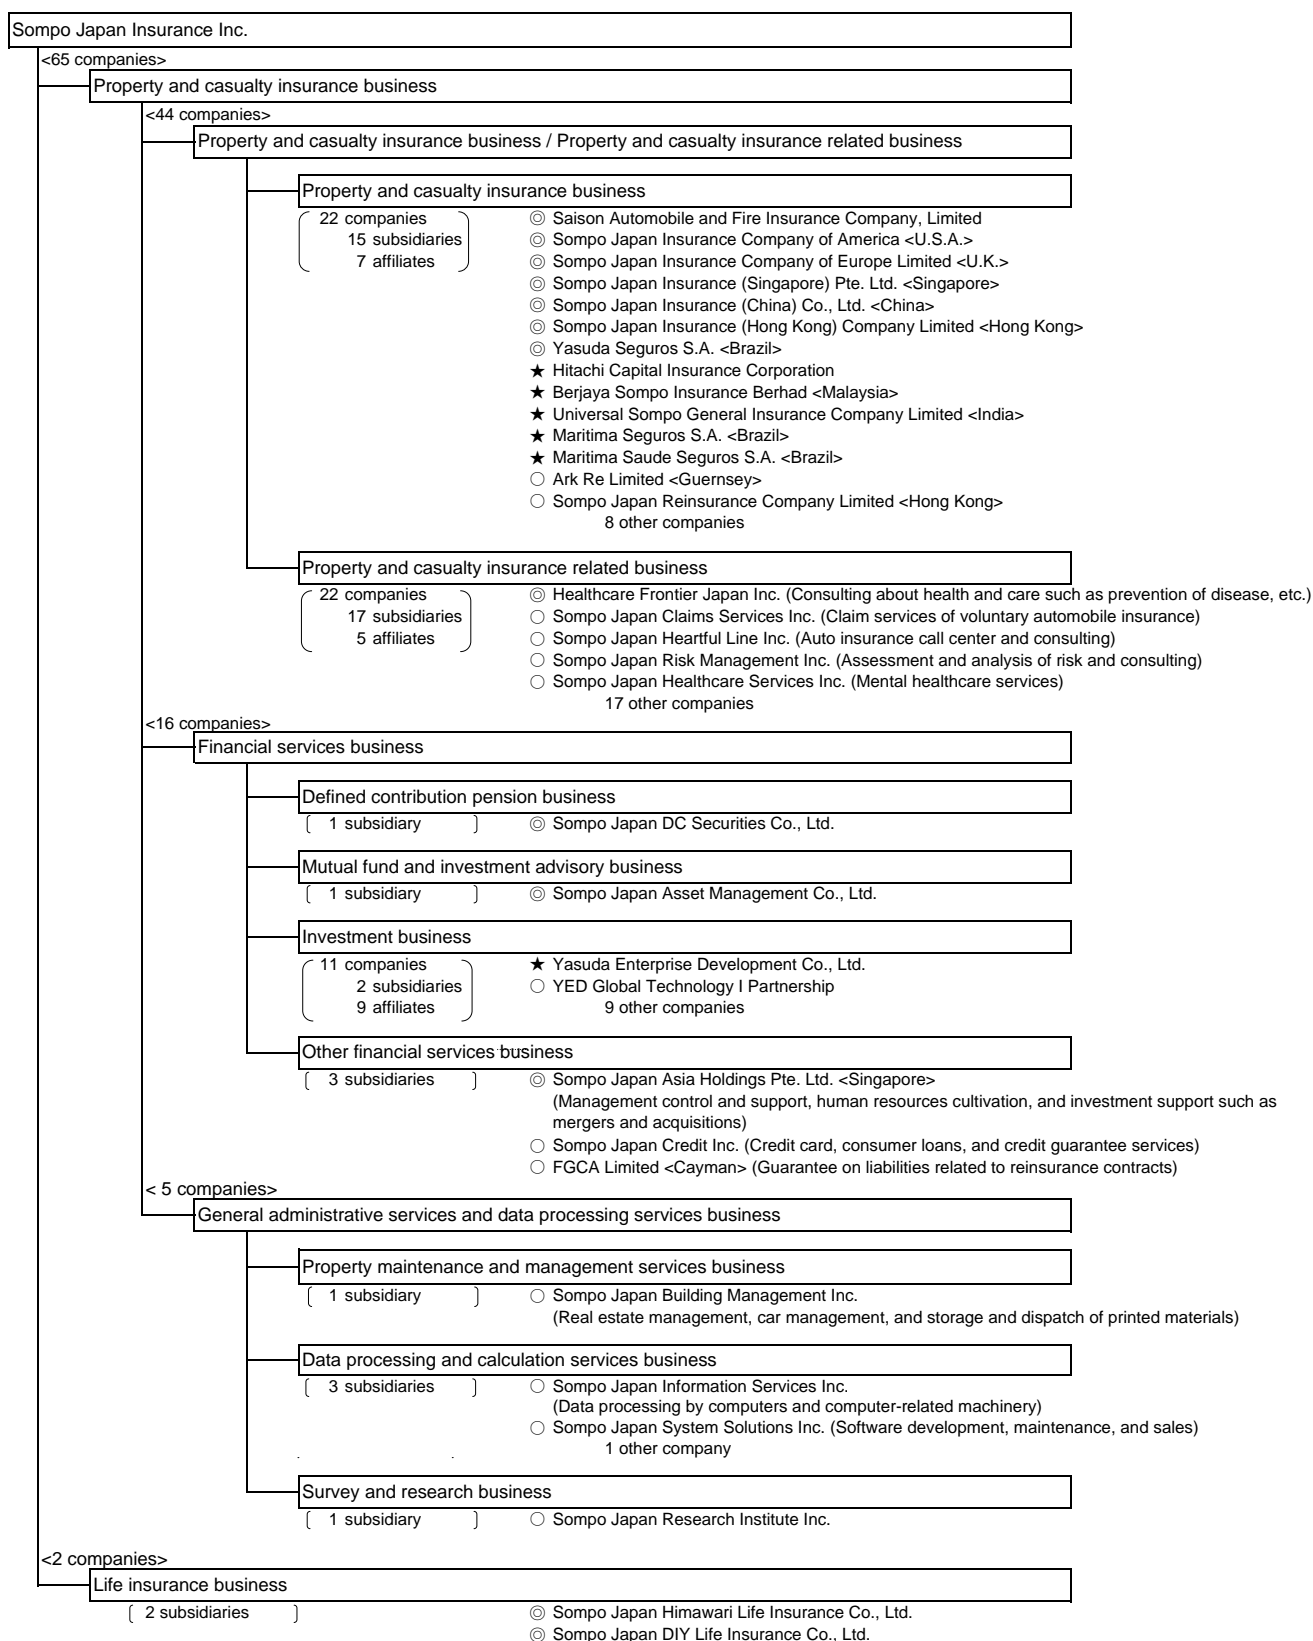 Sompo Japan Insurance Inc.
<65 companies>
Property and casualty insurance business
<44 companies>
Property and casualty insurance business / Property and casualty insurance related business
Property and casualty insurance business
22 companies ◎ Saison Automobile and Fire Insurance Company, Limited
15 subsidiaries ◎ Sompo Japan Insurance Company of America <U.S.A.>
7 affiliates ◎ Sompo Japan Insurance Company of Europe Limited <U.K.>
◎ Sompo Japan Insurance (Singapore) Pte. Ltd. <Singapore>
◎ Sompo Japan Insurance (China) Co., Ltd. <China>
◎ Sompo Japan Insurance (Hong Kong) Company Limited <Hong Kong>
◎ Yasuda Seguros S.A. <Brazil>
★ Hitachi Capital Insurance Corporation
★ Berjaya Sompo Insurance Berhad <Malaysia>
★ Universal Sompo General Insurance Company Limited <India>
★ Maritima Seguros S.A. <Brazil>
★ Maritima Saude Seguros S.A. <Brazil>
○ Ark Re Limited <Guernsey>
○ Sompo Japan Reinsurance Company Limited <Hong Kong>
8 other companies
Property and casualty insurance related business
22 companies ◎ Healthcare Frontier Japan Inc. (Consulting about health and care such as prevention of disease, etc.)
17 subsidiaries ○ Sompo Japan Claims Services Inc. (Claim services of voluntary automobile insurance)
5 affiliates ○ Sompo Japan Heartful Line Inc. (Auto insurance call center and consulting)
○ Sompo Japan Risk Management Inc. (Assessment and analysis of risk and consulting)
○ Sompo Japan Healthcare Services Inc. (Mental healthcare services)
17 other companies
<16 companies>
Financial services business
Defined contribution pension business
( 1 subsidiary ) ◎ Sompo Japan DC Securities Co., Ltd.
Mutual fund and investment advisory business
( 1 subsidiary ) ◎ Sompo Japan Asset Management Co., Ltd.
Investment business
11 companies ★ Yasuda Enterprise Development Co., Ltd.
2 subsidiaries ○ YED Global Technology I Partnership
9 affiliates 9 other companies
Other financial services business
( 3 subsidiaries ) ◎ Sompo Japan Asia Holdings Pte. Ltd. <Singapore>
(Management control and support, human resources cultivation, and investment support such as
mergers and acquisitions)
○ Sompo Japan Credit Inc. (Credit card, consumer loans, and credit guarantee services)
○ FGCA Limited <Cayman> (Guarantee on liabilities related to reinsurance contracts)
< 5 companies>
General administrative services and data processing services business
Property maintenance and management services business
( 1 subsidiary ) ○ Sompo Japan Building Management Inc.
(Real estate management, car management, and storage and dispatch of printed materials)
Data processing and calculation services business
( 3 subsidiaries ) ○ Sompo Japan Information Services Inc.
(Data processing by computers and computer-related machinery)
○ Sompo Japan System Solutions Inc. (Software development, maintenance, and sales)
1 other company
Survey and research business
( 1 subsidiary ) ○ Sompo Japan Research Institute Inc.
<2 companies>
Life insurance business
( 2 subsidiaries ) ◎ Sompo Japan Himawari Life Insurance Co., Ltd.
◎ Sompo Japan DIY Life Insurance Co., Ltd.